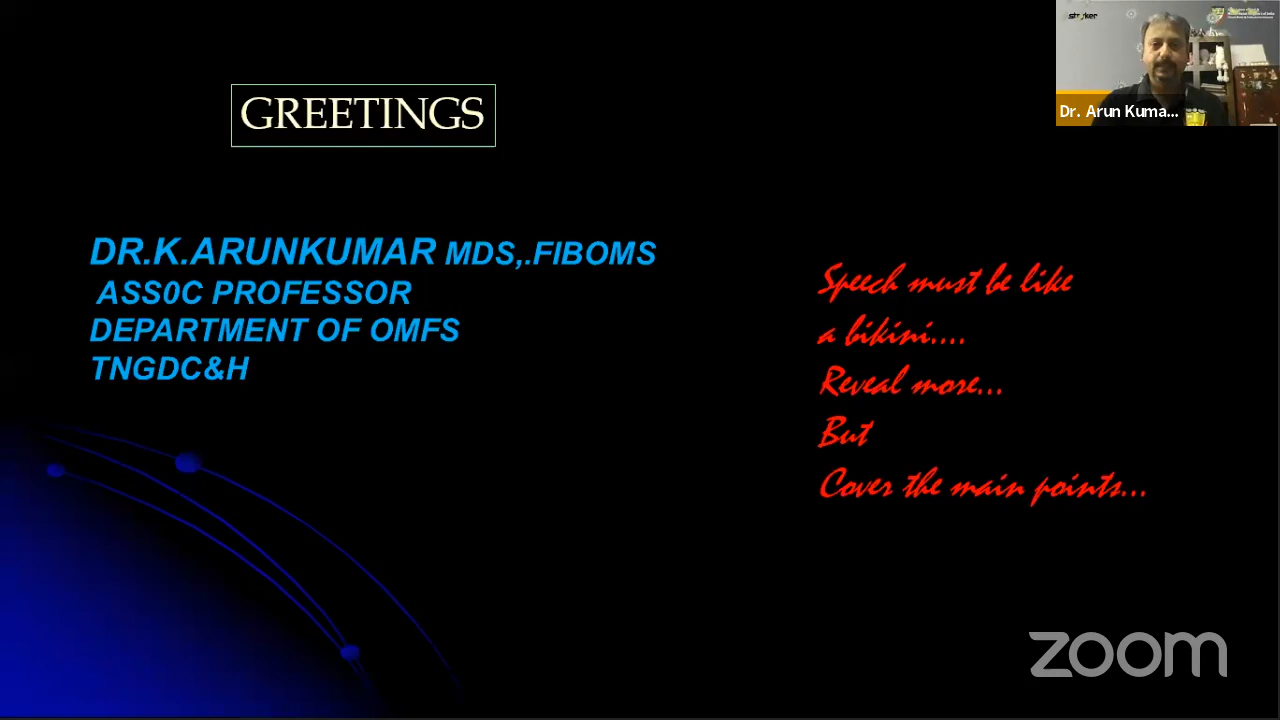 stryker
GREETINGS
Dr. Arun Kuma...
DR.K.ARUNKUMAR MDS,.FIBOMS
ASS0C PROFESSOR
DEPARTMENT OF OMFS
TNGDC&H
Speech must be like
a bikini....
Reveal more...
But
Cover the main points...
zoom